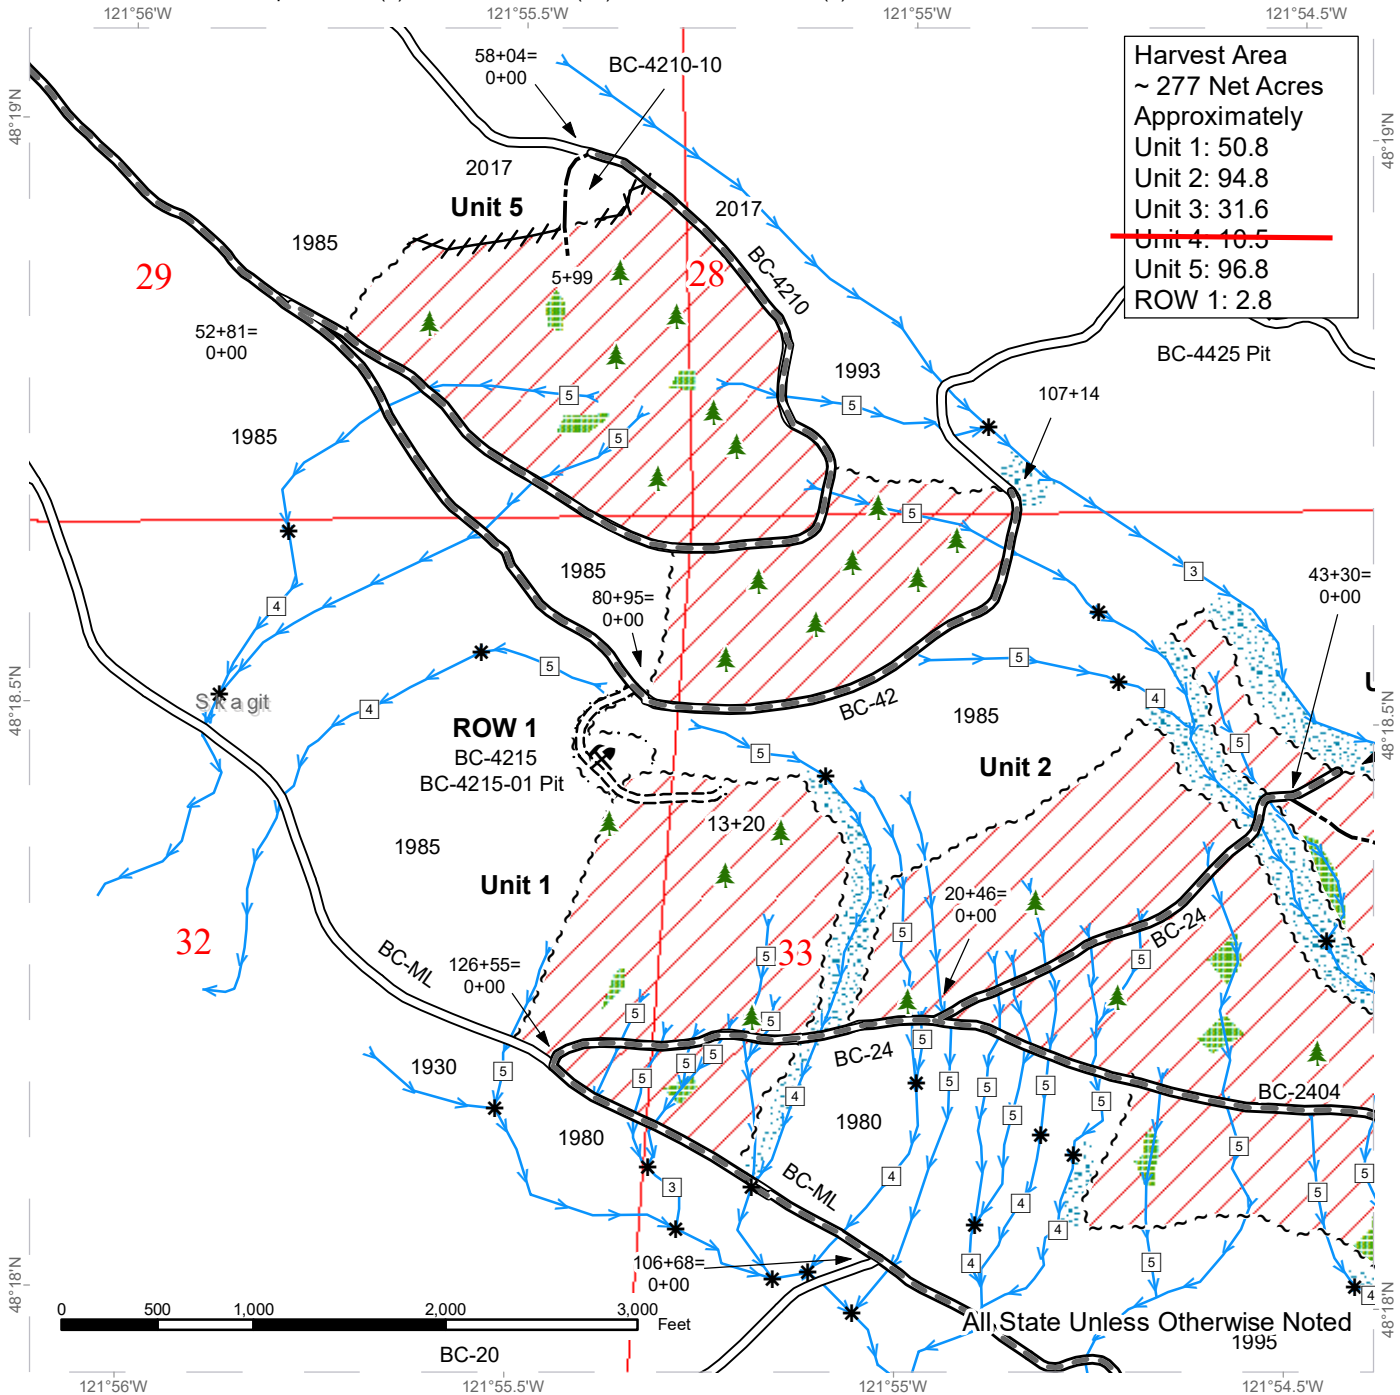 121°56'W
121°55.5'W
121°55'W
121°54.5'W
58+04=
0+00
BC-4210-10
Harvest Area
~ 277 Net Acres
Approximately
Unit 1: 50.8
Unit 2: 94.8
Unit 3: 31.6
Unit 4: 10.5
Unit 5: 96.8
ROW 1: 2.8
48°19'N
48°19'N
2017
Unit 5
2017
1985
BC-4210
29
5+99
28
52+81=
0+00
BC-4425 Pit
1993
107+14
5
5
1985
5
5
3
1985
43+30=
0+00
80+95=
0+00
4
5
5
48°18.5'N
Skagit
4
4
BC-42
48°18.5'N
1985
ROW 1
BC-4215
BC-4215-01 Pit
5
5
Unit 2
13+20
1985
Unit 1
20+46=
0+00
5
BC-24
32
33
BC-ML
126+55=
0+00
5
5
5
5
BC-24
5
1930
5
5
5
5
5
5
5
5
BC-2404
4
5
1980
1980
5
5
4
5
5
3
BC-ML
4
4
106+68=
0+00
4
5
48°18'N
48°18'N
4
0
500
1,000
2,000
3,000
Feet
All State Unless Otherwise Noted
1995
BC-20
121°56'W
121°55.5'W
121°55'W
121°54.5'W